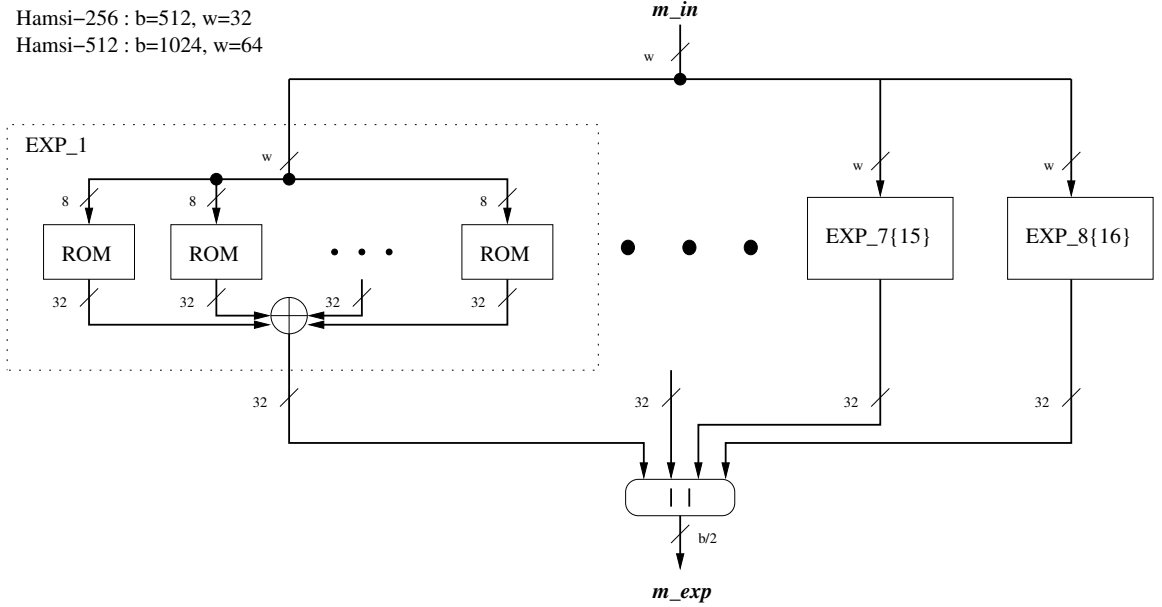 Hamsi−256 : b=512, w=32
Hamsi−512 : b=1024, w=64
m_in
w
EXP_1
w
w
w
8
8
8
ROM
ROM
ROM
EXP_7{15}
EXP_8{16}
32
32
32
32
32
32
32
32
| |
b/2
m_exp